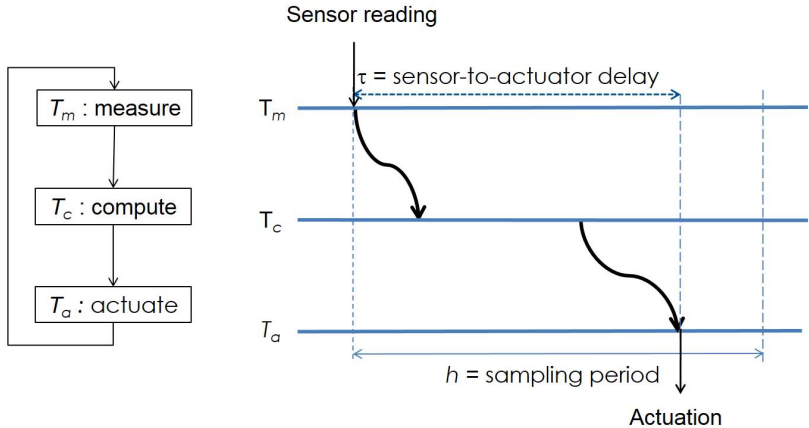 Sensor reading
τ = sensor-to-actuator delay
T_m : measure
T_m
T_c : compute
T_c
T_a : actuate
T_a
h = sampling period
Actuation